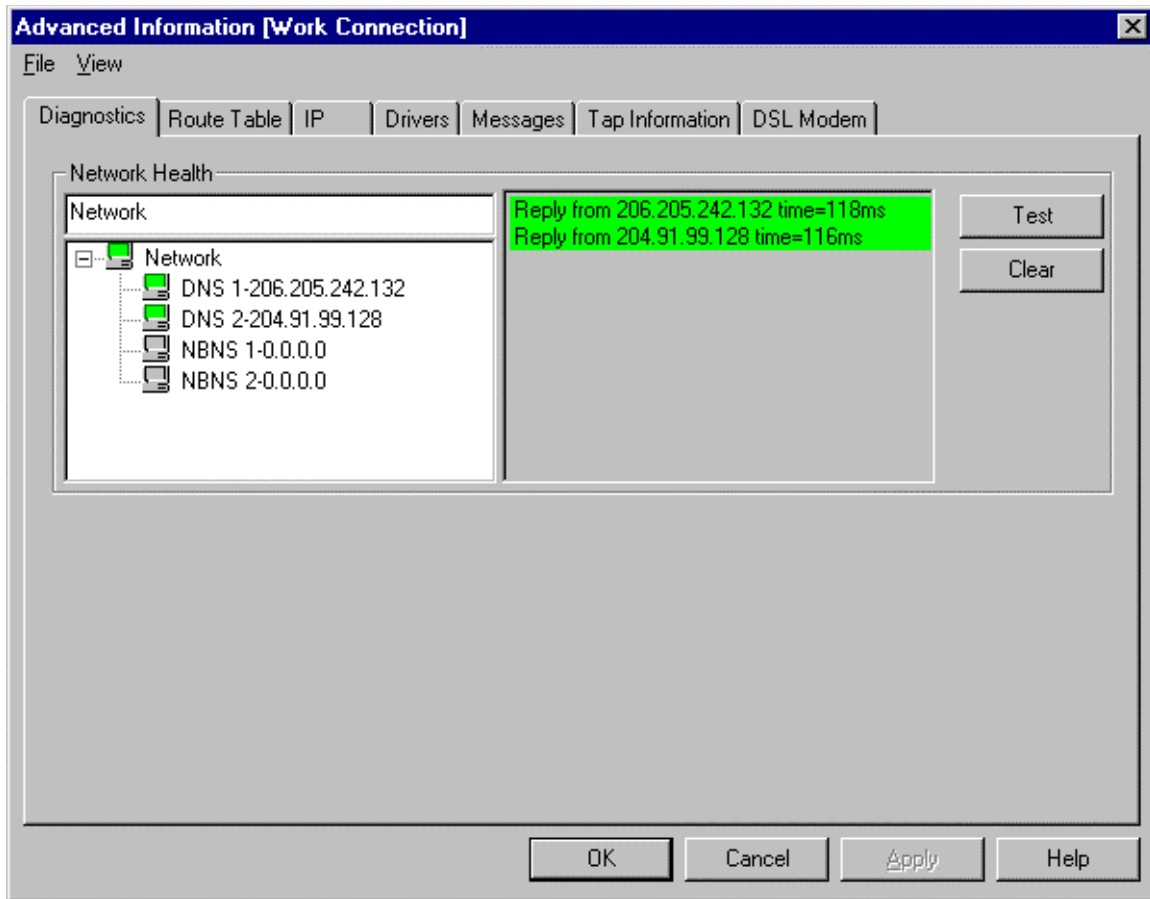 Advanced Information [Work Connection]
File View
Diagnostics Route Table IP Drivers Messages Tap Information DSL Modem
Network Health
Network
Network
DNS 1-206.205.242.132
DNS 2-204.91.99.128
NBNS 1-0.0.0.0
NBNS 2-0.0.0.0
Reply from 206.205.242.132 time=118ms
Reply from 204.91.99.128 time=116ms
Test
Clear
OK Cancel Apply Help